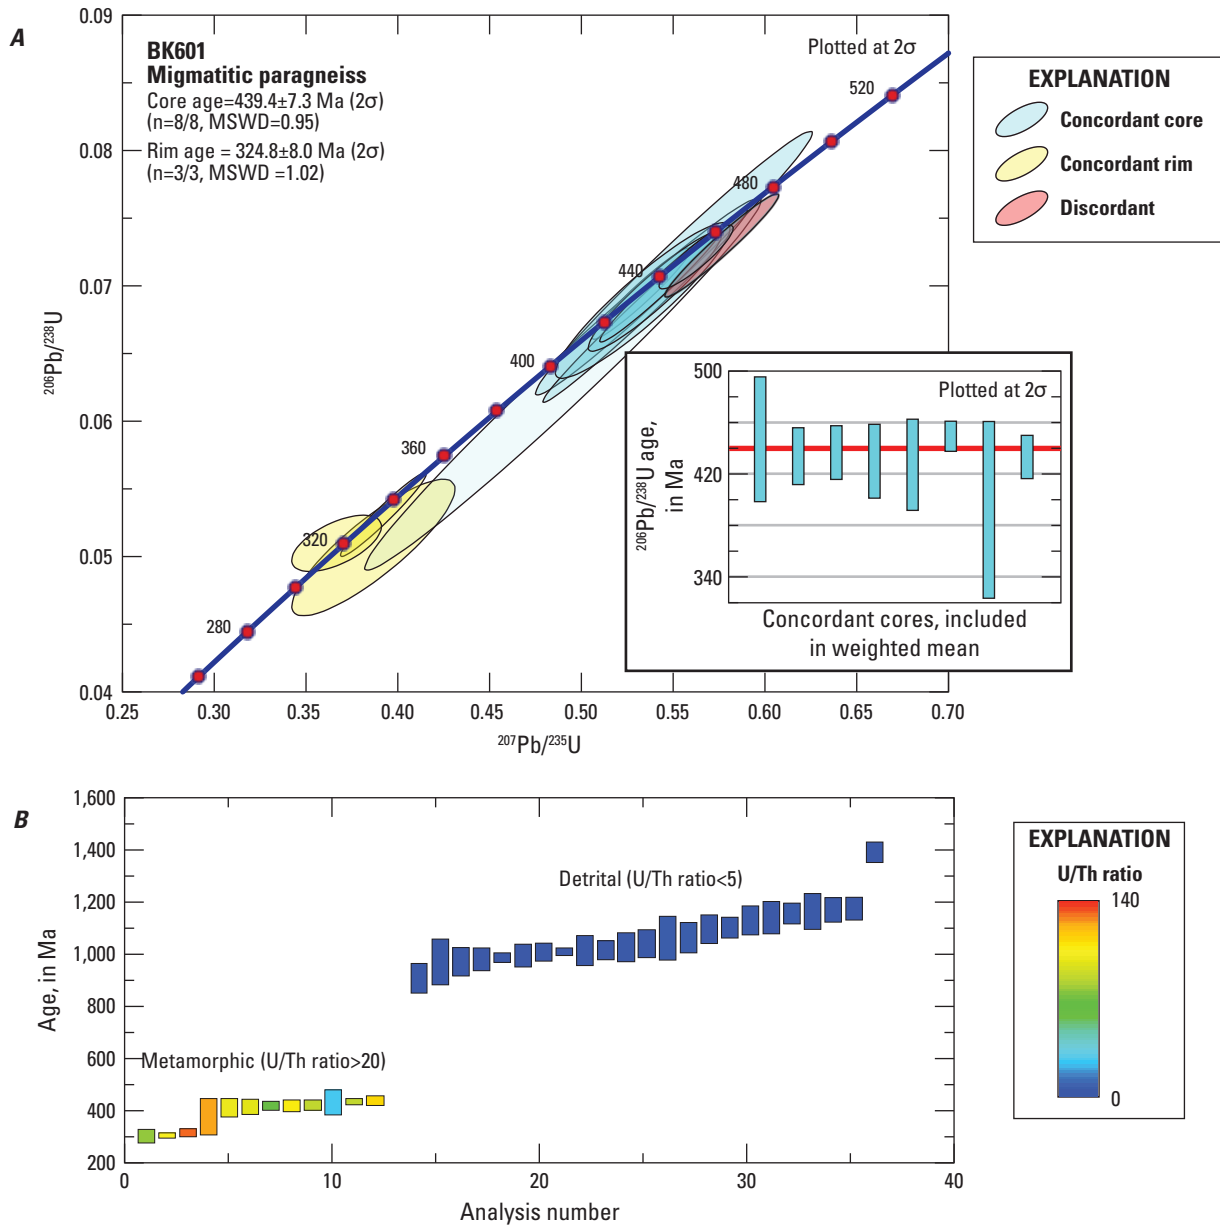 A
BK601
Migmatitic paragneiss
Core age=439.4±7.3 Ma (2σ)
(n=8/8, MSWD=0.95)
Rim age = 324.8±8.0 Ma (2σ)
(n=3/3, MSWD =1.02)
Plotted at 2σ
0.09
0.08
0.07
0.06
0.05
0.04
206Pb/238U
520
480
440
400
360
320
280
0.25
0.30
0.35
0.40
0.45
0.50
0.55
0.60
0.65
0.70
207Pb/235U
EXPLANATION
Concordant core
Concordant rim
Discordant
Plotted at 2σ
500
420
340
206Pb/238U age,
in Ma
Concordant cores, included
in weighted mean
B
1,600
1,400
1,200
1,000
800
600
400
200
Age, in Ma
Detrital (U/Th ratio<5)
Metamorphic (U/Th ratio>20)
0
10
20
30
40
Analysis number
EXPLANATION
U/Th ratio
140
0